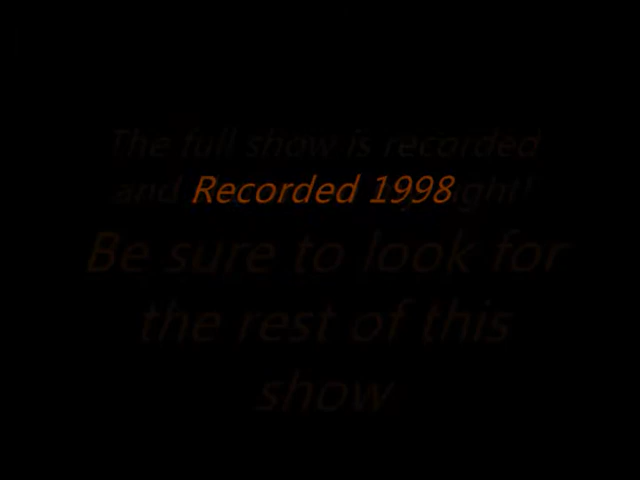 The full show is recorded
and
Recorded 1998
Be sure to look for
the rest of this
show